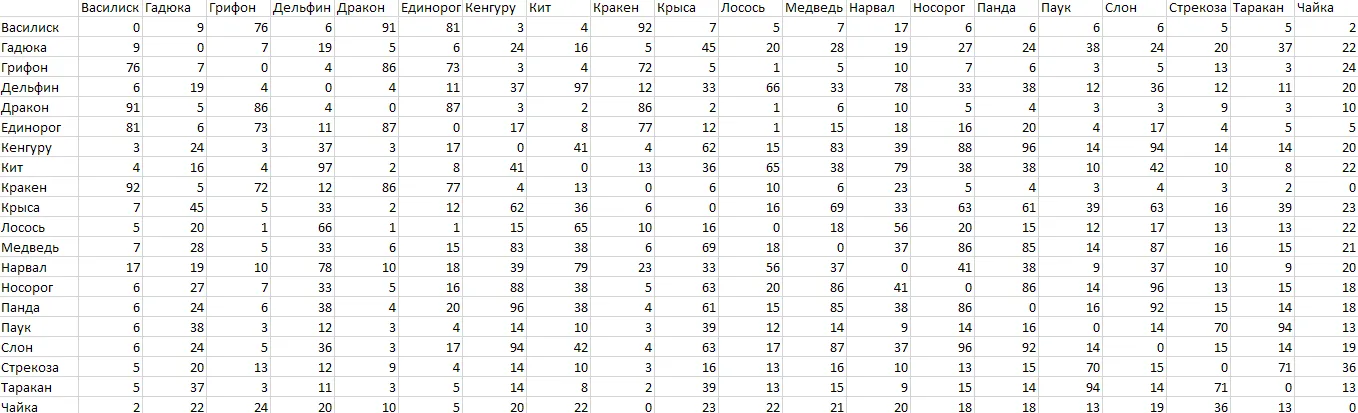 Василиск Гадюка Грифон Дельфин Дракон Единорог Кенгуру Кит Кракен Крыса Лосось Медведь Нарвал Носорог Панда Паук Слон Стрекоза Таракан Чайка
Василиск 0 9 76 6 91 81 3 4 92 7 5 7 17 6 6 6 6 5 5 2
Гадюка 9 0 7 19 5 6 24 16 5 45 20 28 19 27 24 38 24 20 37 22
Грифон 76 7 0 4 86 73 3 4 72 5 1 5 10 7 6 3 5 13 3 24
Дельфин 6 19 4 0 4 11 37 97 12 33 66 33 78 33 38 12 36 12 11 20
Дракон 91 5 86 4 0 87 3 2 86 2 1 6 10 5 4 3 3 9 3 10
Единорог 81 6 73 11 87 0 17 8 77 12 1 15 18 16 20 4 17 4 5 5
Кенгуру 3 24 3 37 3 17 0 41 4 62 15 83 39 88 96 14 94 14 14 20
Кит 4 16 4 97 2 8 41 0 13 36 65 38 79 38 38 10 42 10 8 22
Кракен 92 5 72 12 86 77 4 13 0 6 10 6 23 5 4 3 4 3 2 0
Крыса 7 45 5 33 2 12 62 36 6 0 16 69 33 63 61 39 63 16 39 23
Лосось 5 20 1 66 1 1 15 65 10 16 0 18 56 20 15 12 17 13 13 22
Медведь 7 28 5 33 6 15 83 38 6 69 18 0 37 86 85 14 87 16 15 21
Нарвал 17 19 10 78 10 18 39 79 23 33 56 37 0 41 38 9 37 10 9 20
Носорог 6 27 7 33 5 16 88 38 5 63 20 86 41 0 86 14 96 13 15 18
Панда 6 24 6 38 4 20 96 38 4 61 15 85 38 86 0 16 92 15 14 18
Паук 6 38 3 12 3 4 14 10 3 39 12 14 9 14 16 0 14 70 94 13
Слон 6 24 5 36 3 17 94 42 4 63 17 87 37 96 92 14 0 15 14 19
Стрекоза 5 20 13 12 9 4 14 10 3 16 13 16 10 13 15 70 15 0 71 36
Таракан 5 37 3 11 3 5 14 8 2 39 13 15 9 15 14 94 14 71 0 13
Чайка 2 22 24 20 10 5 20 22 0 23 22 21 20 18 18 13 19 36 13 0